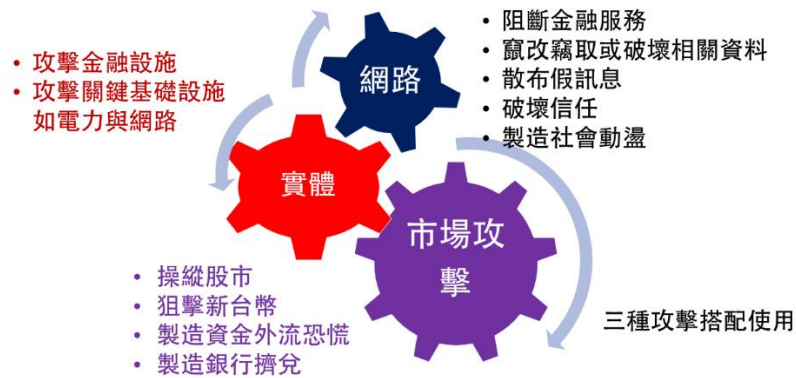 • 阻斷金融服務
• 竄改竊取或破壞相關資料
• 散布假訊息
• 破壞信任
• 製造社會動盪
網路
• 攻擊金融設施
• 攻擊關鍵基礎設施
如電力與網路
實體
市場攻
擊
• 操縱股市
• 狙擊新台幣
• 製造資金外流恐慌
• 製造銀行擠兌
三種攻擊搭配使用